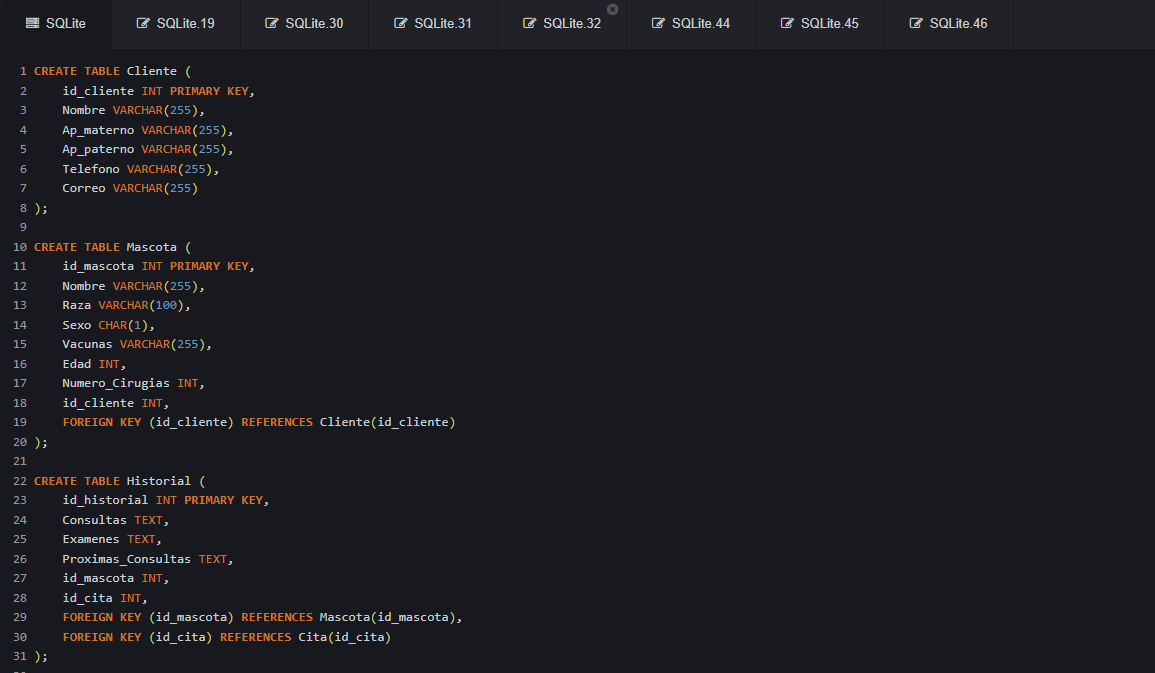 SQLite SQLite.19 SQLite.30 SQLite.31 SQLite.32 SQLite.44 SQLite.45 SQLite.46
1 CREATE TABLE Cliente (
2 id_cliente INT PRIMARY KEY,
3 Nombre VARCHAR(255),
4 Ap_materno VARCHAR(255),
5 Ap_paterno VARCHAR(255),
6 Telefono VARCHAR(255),
7 Correo VARCHAR(255)
8 );
9
10 CREATE TABLE Mascota (
11 id_mascota INT PRIMARY KEY,
12 Nombre VARCHAR(255),
13 Raza VARCHAR(100),
14 Sexo CHAR(1),
15 Vacunas VARCHAR(255),
16 Edad INT,
17 Numero_Cirugias INT,
18 id_cliente INT,
19 FOREIGN KEY (id_cliente) REFERENCES Cliente(id_cliente)
20 );
21
22 CREATE TABLE Historial (
23 id_historial INT PRIMARY KEY,
24 Consultas TEXT,
25 Examenes TEXT,
26 Proximas_Consultas TEXT,
27 id_mascota INT,
28 id_cita INT,
29 FOREIGN KEY (id_mascota) REFERENCES Mascota(id_mascota),
30 FOREIGN KEY (id_cita) REFERENCES Cita(id_cita)
31 );